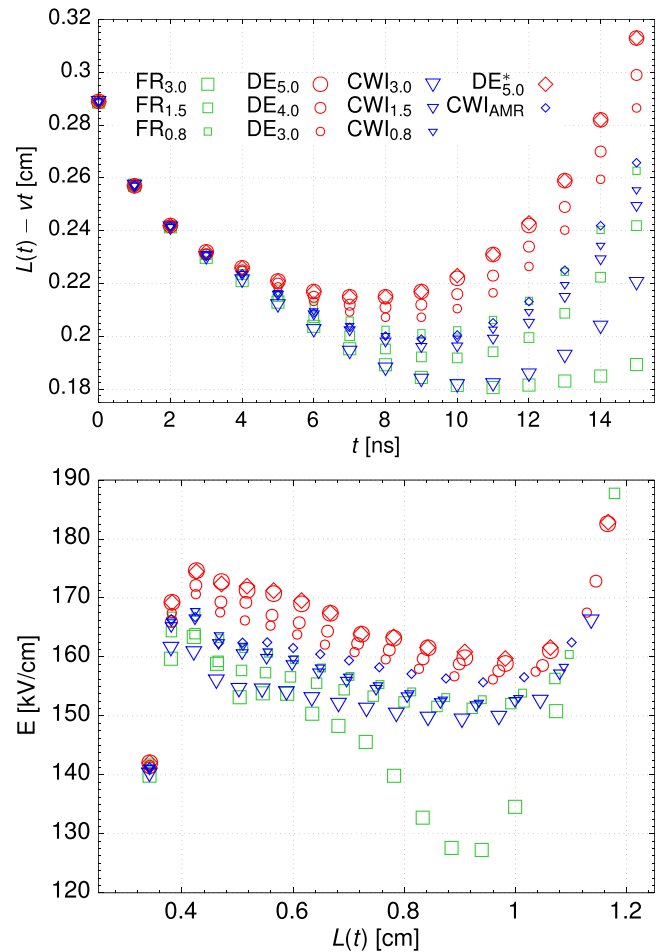 0.32
0.3
0.28
0.26
0.24
0.22
0.2
0.18
L(t) − vt [cm]
FR3.0 DE5.0 CWI3.0 DE*5.0
FR1.5 DE4.0 CWI1.5 CWIAMR
FR0.8 DE3.0 CWI0.8
0 2 4 6 8 10 12 14
t [ns]
190
180
170
160
150
140
130
120
E [kV/cm]
0.4 0.6 0.8 1 1.2
L(t) [cm]